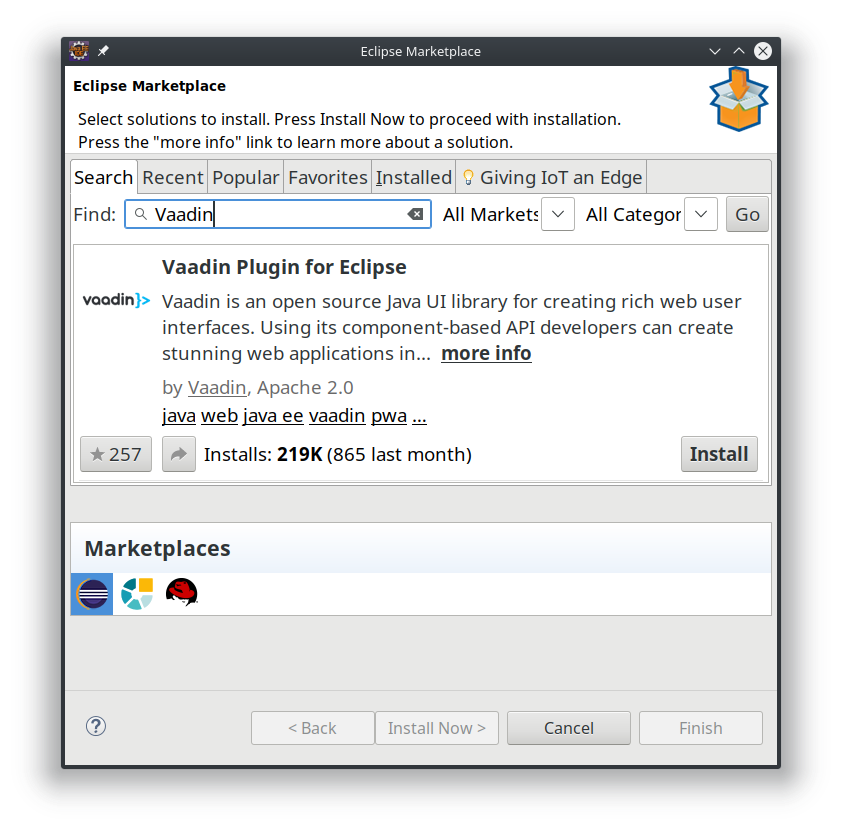 Eclipse Marketplace
Eclipse Marketplace
Select solutions to install. Press Install Now to proceed with installation.
Press the "more info" link to learn more about a solution.
Search Recent Popular Favorites Installed Giving IoT an Edge
Find: Vaadin All Markets All Categor Go
Vaadin Plugin for Eclipse
vaadin}> Vaadin is an open source Java UI library for creating rich web user
interfaces. Using its component-based API developers can create
stunning web applications in... more info
by Vaadin, Apache 2.0
java web java ee vaadin pwa ...
257 Installs: 219K (865 last month) Install
Marketplaces
? < Back Install Now > Cancel Finish